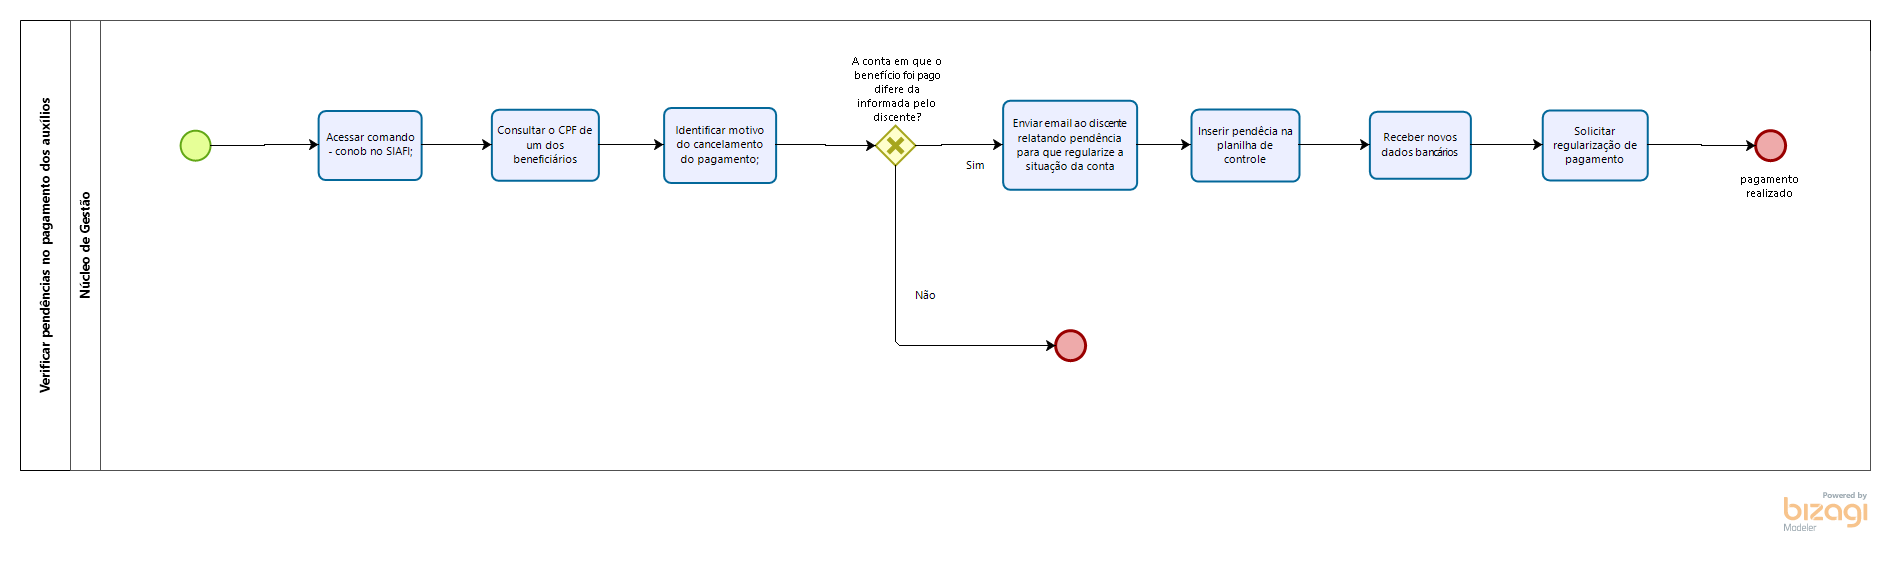 Verificar pendências no pagamento dos auxílios
Núcleo de Gestão
Acessar comando
- conob no SIAFI;
Consultar o CPF de
um dos
beneficiários
Identificar motivo
do cancelamento
do pagamento;
A conta em que o
benefício foi pago
difere da
informada pelo
discente?
Sim
Não
Enviar email ao discente
relatando pendência
para que regularize a
situação da conta
Inserir pendêcia na
planilha de
controle
Receber novos
dados bancários
Solicitar
regularização de
pagamento
pagamento
realizado
Powered by
bizagi
Modeler